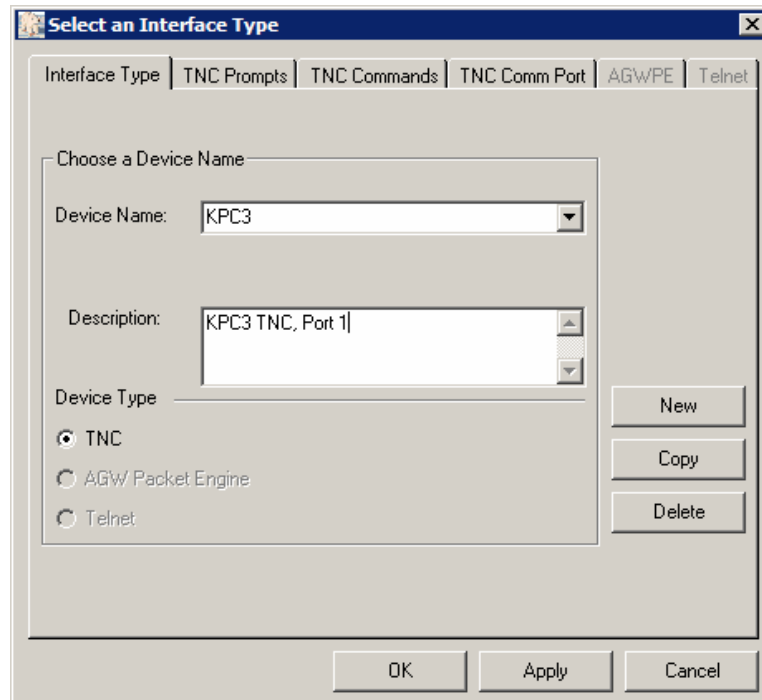 Select an Interface Type
Interface Type TNC Prompts TNC Commands TNC Comm Port AGWPE Telnet
Choose a Device Name
Device Name: KPC3
Description: KPC3 TNC, Port 1
Device Type
TNC
AGW Packet Engine
Telnet
New
Copy
Delete
OK Apply Cancel